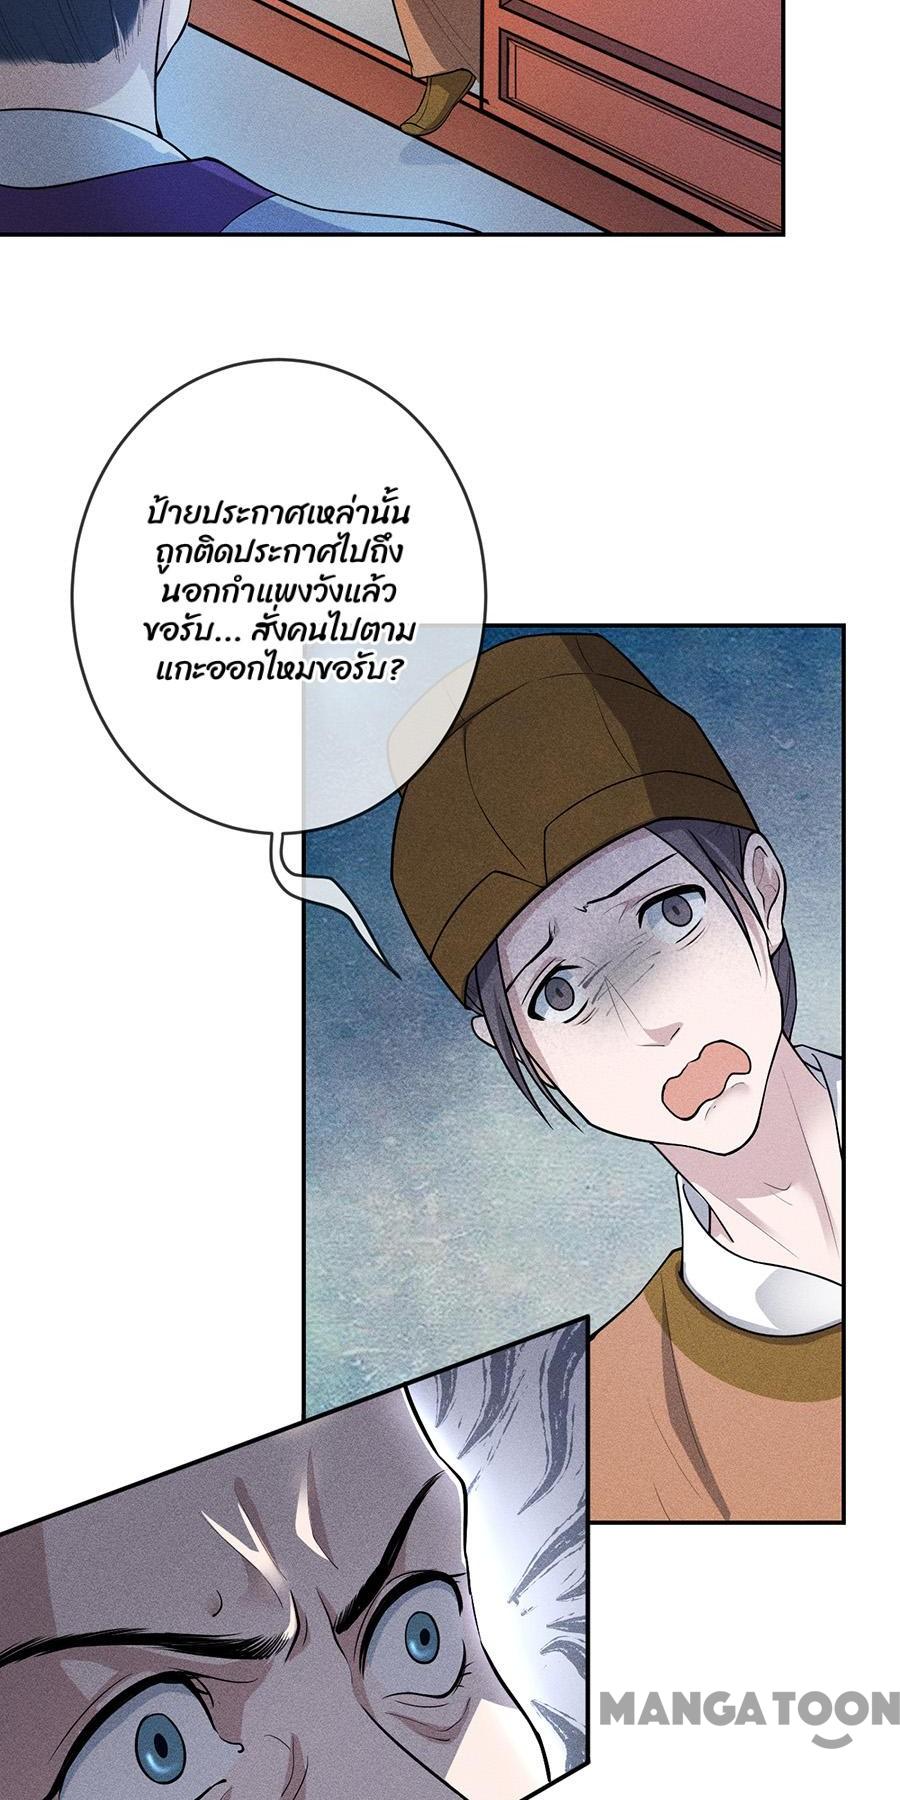 ป้ายประกาศเหล่านั้น
ถูกติดประกาศไปถึง
นอกกำแพงวังแล้ว
ขอรับ... สั่งคนไปตาม
แกะออกไหมขอรับ?
MANGATOON